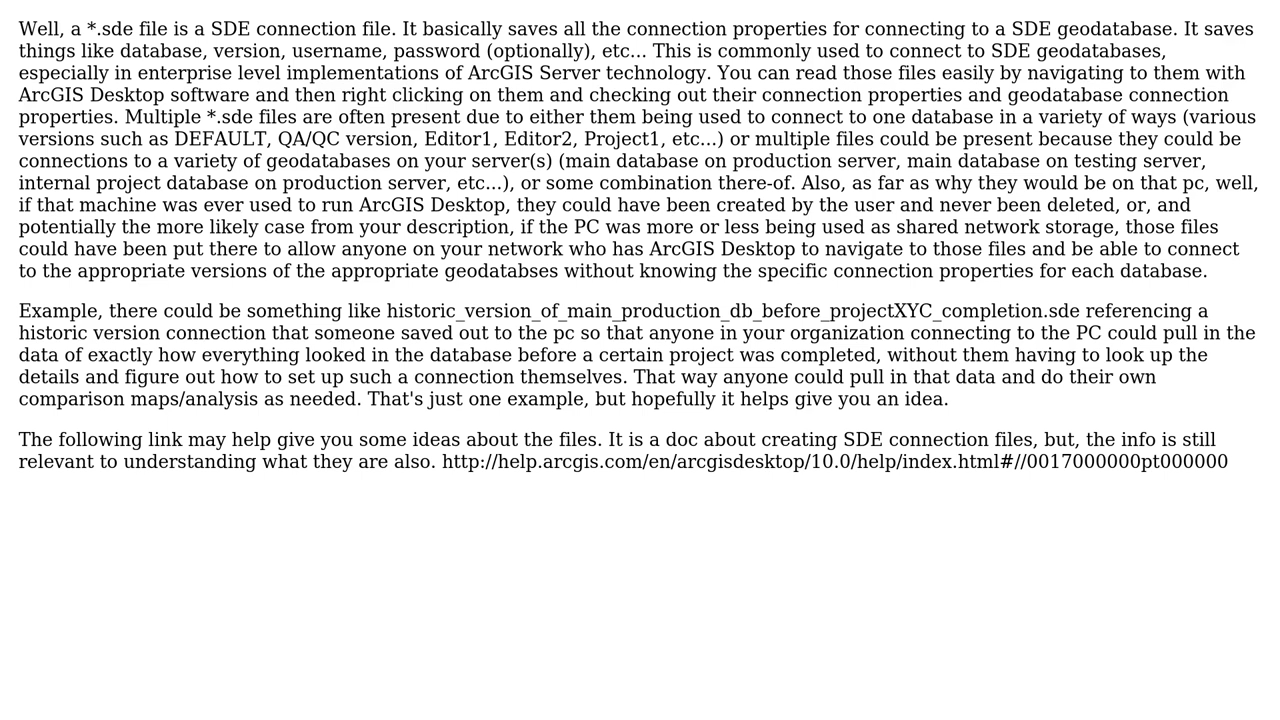 Well, a *.sde file is a SDE connection file. It basically saves all the connection properties for connecting to a SDE geodatabase. It saves
things like database, version, username, password (optionally), etc... This is commonly used to connect to SDE geodatabases,
especially in enterprise level implementations of ArcGIS Server technology. You can read those files easily by navigating to them with
ArcGIS Desktop software and then right clicking on them and checking out their connection properties and geodatabase connection
properties. Multiple *.sde files are often present due to either them being used to connect to one database in a variety of ways (various
versions such as DEFAULT, QA/QC version, Editor1, Editor2, Project1, etc...) or multiple files could be present because they could be
connections to a variety of geodatabases on your server(s) (main database on production server, main database on testing server,
internal project database on production server, etc...), or some combination there-of. Also, as far as why they would be on that pc, well,
if that machine was ever used to run ArcGIS Desktop, they could have been created by the user and never been deleted, or, and
potentially the more likely case from your description, if the PC was more or less being used as shared network storage, those files
could have been put there to allow anyone on your network who has ArcGIS Desktop to navigate to those files and be able to connect
to the appropriate versions of the appropriate geodatabses without knowing the specific connection properties for each database.
Example, there could be something like historic_version_of_main_production_db_before_projectXYC_completion.sde referencing a
historic version connection that someone saved out to the pc so that anyone in your organization connecting to the PC could pull in the
data of exactly how everything looked in the database before a certain project was completed, without them having to look up the
details and figure out how to set up such a connection themselves. That way anyone could pull in that data and do their own
comparison maps/analysis as needed. That's just one example, but hopefully it helps give you an idea.
The following link may help give you some ideas about the files. It is a doc about creating SDE connection files, but, the info is still
relevant to understanding what they are also. http://help.arcgis.com/en/arcgisdesktop/10.0/help/index.html#//0017000000pt000000